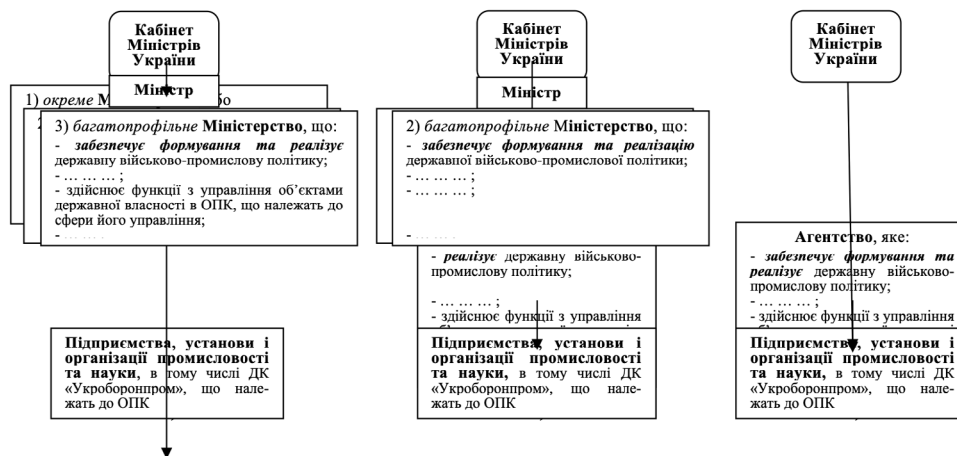 Кабінет
Міністрів
України
Міністр
1) окреме
бо
3) багатопрофільне Міністерство, що:
- забезпечує формування та реалізує
державну військово-промислову політику;
- … … … ;
- здійснює функції з управління об’єктами
державної власності в ОПК, що належать до
сфери його управління;
- … … .
Підприємства, установи і
організації промисловості
та науки, в тому числі ДК
«Укроборонпром», що нале-
жать до ОПК
Кабінет
Міністрів
України
Міністр
2) багатопрофільне Міністерство, що:
- забезпечує формування та реалізацію
державної військово-промислової політики;
- … … … ;
- … … … ;
- … … .
- реалізує державну військово-
промислову політику;
- … … … ;
- здійснює функції з управління
Підприємства, установи і
організації промисловості
та науки, в тому числі ДК
«Укроборонпром», що нале-
жать до ОПК
Кабінет
Міністрів
України
Агентство, яке:
- забезпечує формування та
реалізує державну військово-
промислову політику;
- … … … ;
- здійснює функції з управління
Підприємства, установи і
організації промисловості
та науки, в тому числі ДК
«Укроборонпром», що нале-
жать до ОПК